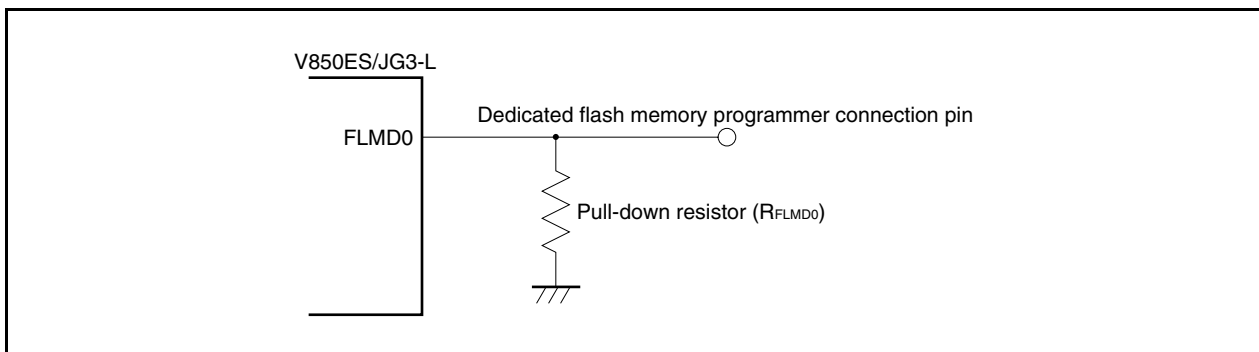 V850ES/JG3-L
Dedicated flash memory programmer connection pin
FLMD0
Pull-down resistor (RFLMD0)